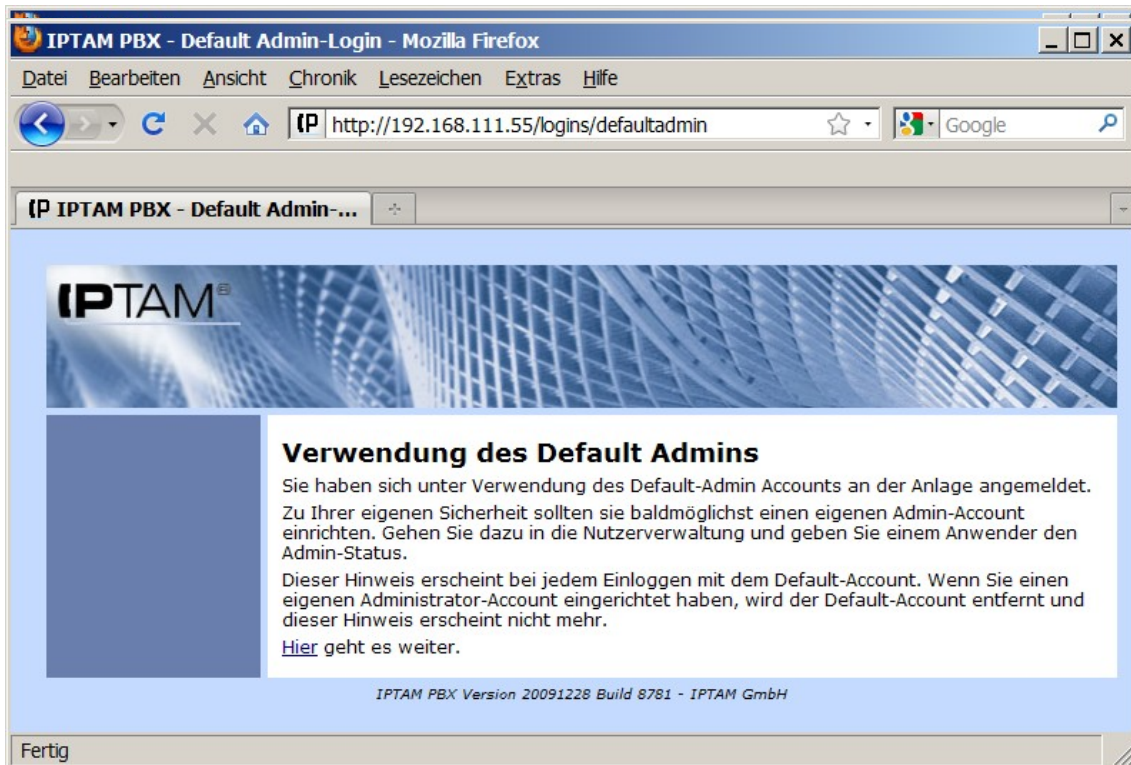 IPTAM PBX - Default Admin-Login - Mozilla Firefox
Datei Bearbeiten Ansicht Chronik Lesezeichen Extras Hilfe
(P http://192.168.111.55/logins/defaultadmin Google
(P IPTAM PBX - Default Admin-...
IPTAM®
Verwendung des Default Admins
Sie haben sich unter Verwendung des Default-Admin Accounts an der Anlage angemeldet.
Zu Ihrer eigenen Sicherheit sollten sie baldmöglichst einen eigenen Admin-Account
einrichten. Gehen Sie dazu in die Nutzerverwaltung und geben Sie einem Anwender den
Admin-Status.
Dieser Hinweis erscheint bei jedem Einloggen mit dem Default-Account. Wenn Sie einen
eigenen Administrator-Account eingerichtet haben, wird der Default-Account entfernt und
dieser Hinweis erscheint nicht mehr.
Hier geht es weiter.
IPTAM PBX Version 20091228 Build 8781 - IPTAM GmbH
Fertig